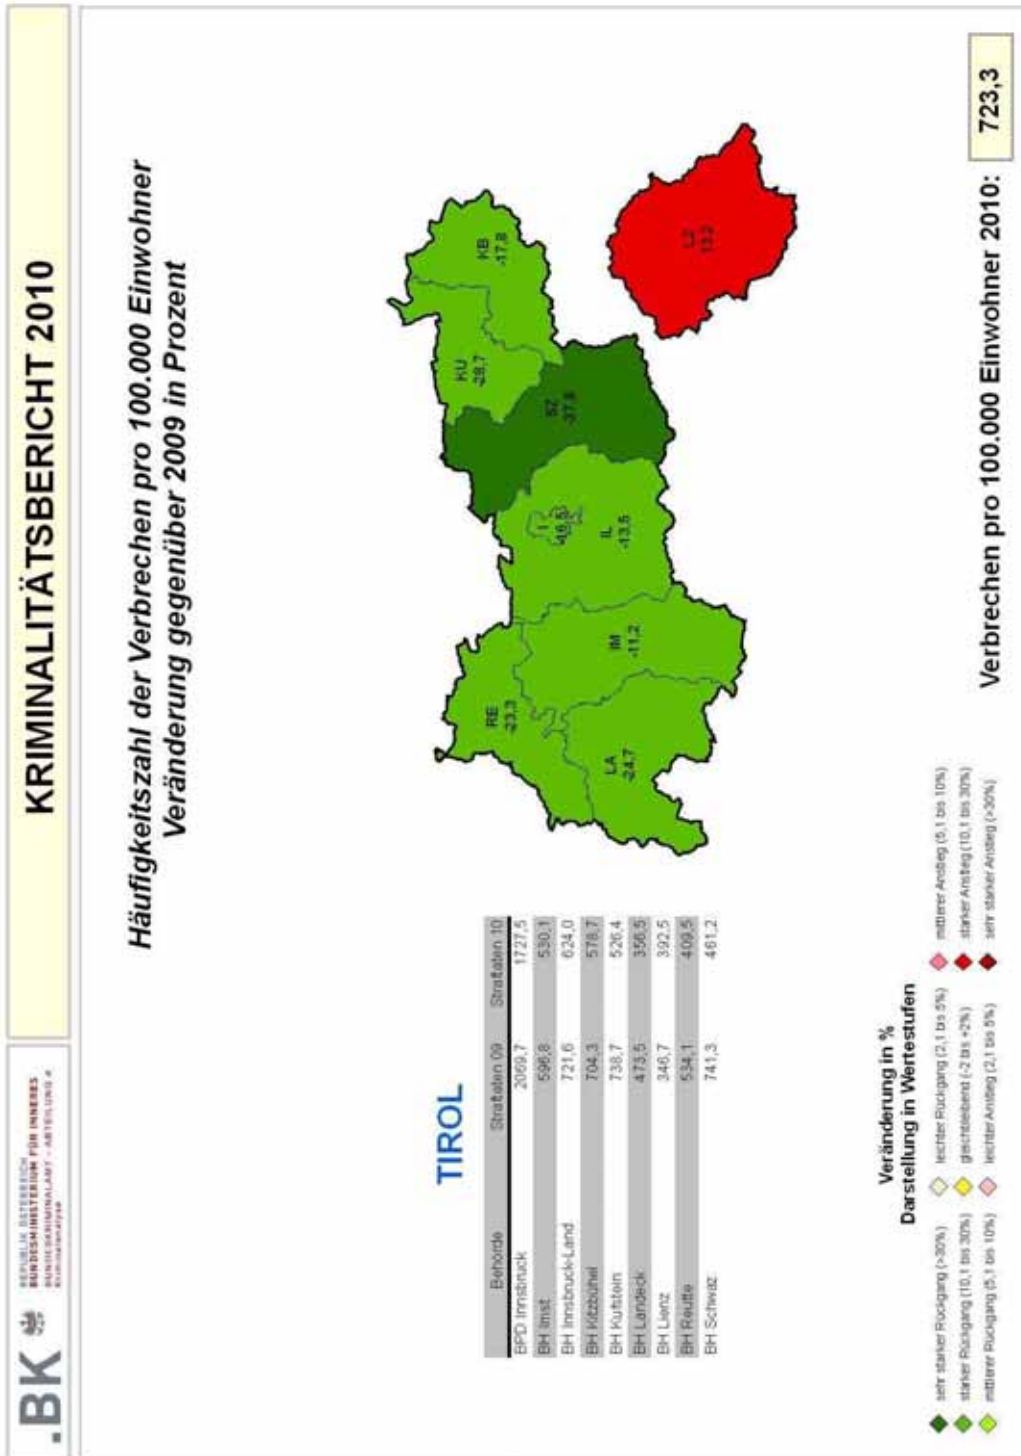 .BK
REPUBLIK ÖSTERREICH
BUNDESMINISTERIUM FÜR INNERES
BUNDESKRIMINALAMT - ABTEILUNG 4
Kriminalanalyse
KRIMINALITÄTSBERICHT 2010
Häufigkeitszahl der Verbrechen pro 100.000 Einwohner
Veränderung gegenüber 2009 in Prozent
TIROL
Behörde Straftaten 09 Straftaten 10
BPD Innsbruck 2069,7 1727,5
BH Imst 596,8 530,1
BH Innsbruck-Land 721,6 624,0
BH Kitzbühel 704,3 578,7
BH Kufstein 738,7 526,4
BH Landeck 473,5 356,5
BH Lienz 346,7 392,5
BH Reutte 534,1 409,5
BH Schwaz 741,3 461,2
RE
-23,3
LA
-24,7
IM
-11,2
I
-16,5
IL
-13,5
SZ
-37,8
KU
-28,7
KB
-17,8
LZ
13,2
Veränderung in %
Darstellung in Wertestufen
sehr starker Rückgang (>30%) leichter Rückgang (2,1 bis 5%) mittlerer Anstieg (5,1 bis 10%)
starker Rückgang (10,1 bis 30%) gleichbleibend (-2 bis +2%) starker Anstieg (10,1 bis 30%)
mittlerer Rückgang (5,1 bis 10%) leichter Anstieg (2,1 bis 5%) sehr starker Anstieg (>30%)
Verbrechen pro 100.000 Einwohner 2010: 723,3